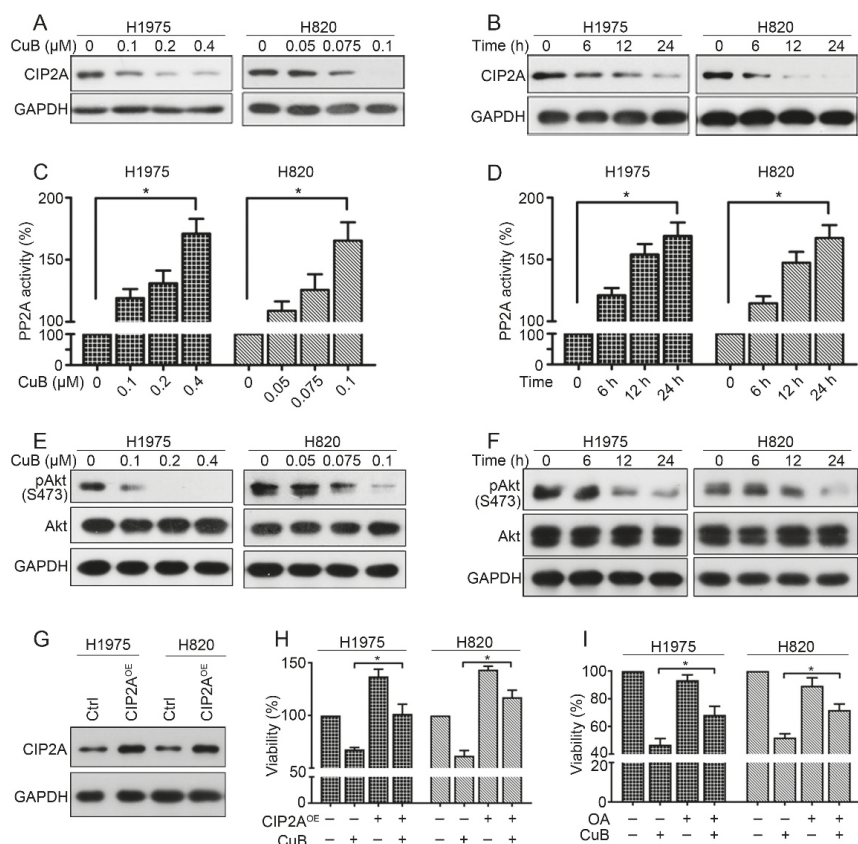 A
H1975 H820
CuB (µM) 0 0.1 0.2 0.4 0 0.05 0.075 0.1
CIP2A
GAPDH
B
H1975 H820
Time (h) 0 6 12 24 0 6 12 24
CIP2A
GAPDH
C
H1975 H820
PP2A activity (%)
200
150
100
100
50
0
* *
CuB (µM) 0 0.1 0.2 0.4 0 0.05 0.075 0.1
D
H1975 H820
PP2A activity (%)
200
150
100
100
50
0
* *
Time 0 6 h 12 h 24 h 0 6 h 12 h 24 h
E
H1975 H820
CuB (µM) 0 0.1 0.2 0.4 0 0.05 0.075 0.1
pAkt
(S473)
Akt
GAPDH
F
H1975 H820
Time (h) 0 6 12 24 0 6 12 24
pAkt
(S473)
Akt
GAPDH
G
H1975 H820
Ctrl CIP2A^OE Ctrl CIP2A^OE
CIP2A
GAPDH
H
H1975 H820
Viability (%)
150
100
50
50
0
* *
CIP2A^OE – – + + – – + +
CuB – + – + – + – +
I
H1975 H820
Viability (%)
100
80
60
40
20
0
* *
OA – – + + – – + +
CuB – + – + – + – +